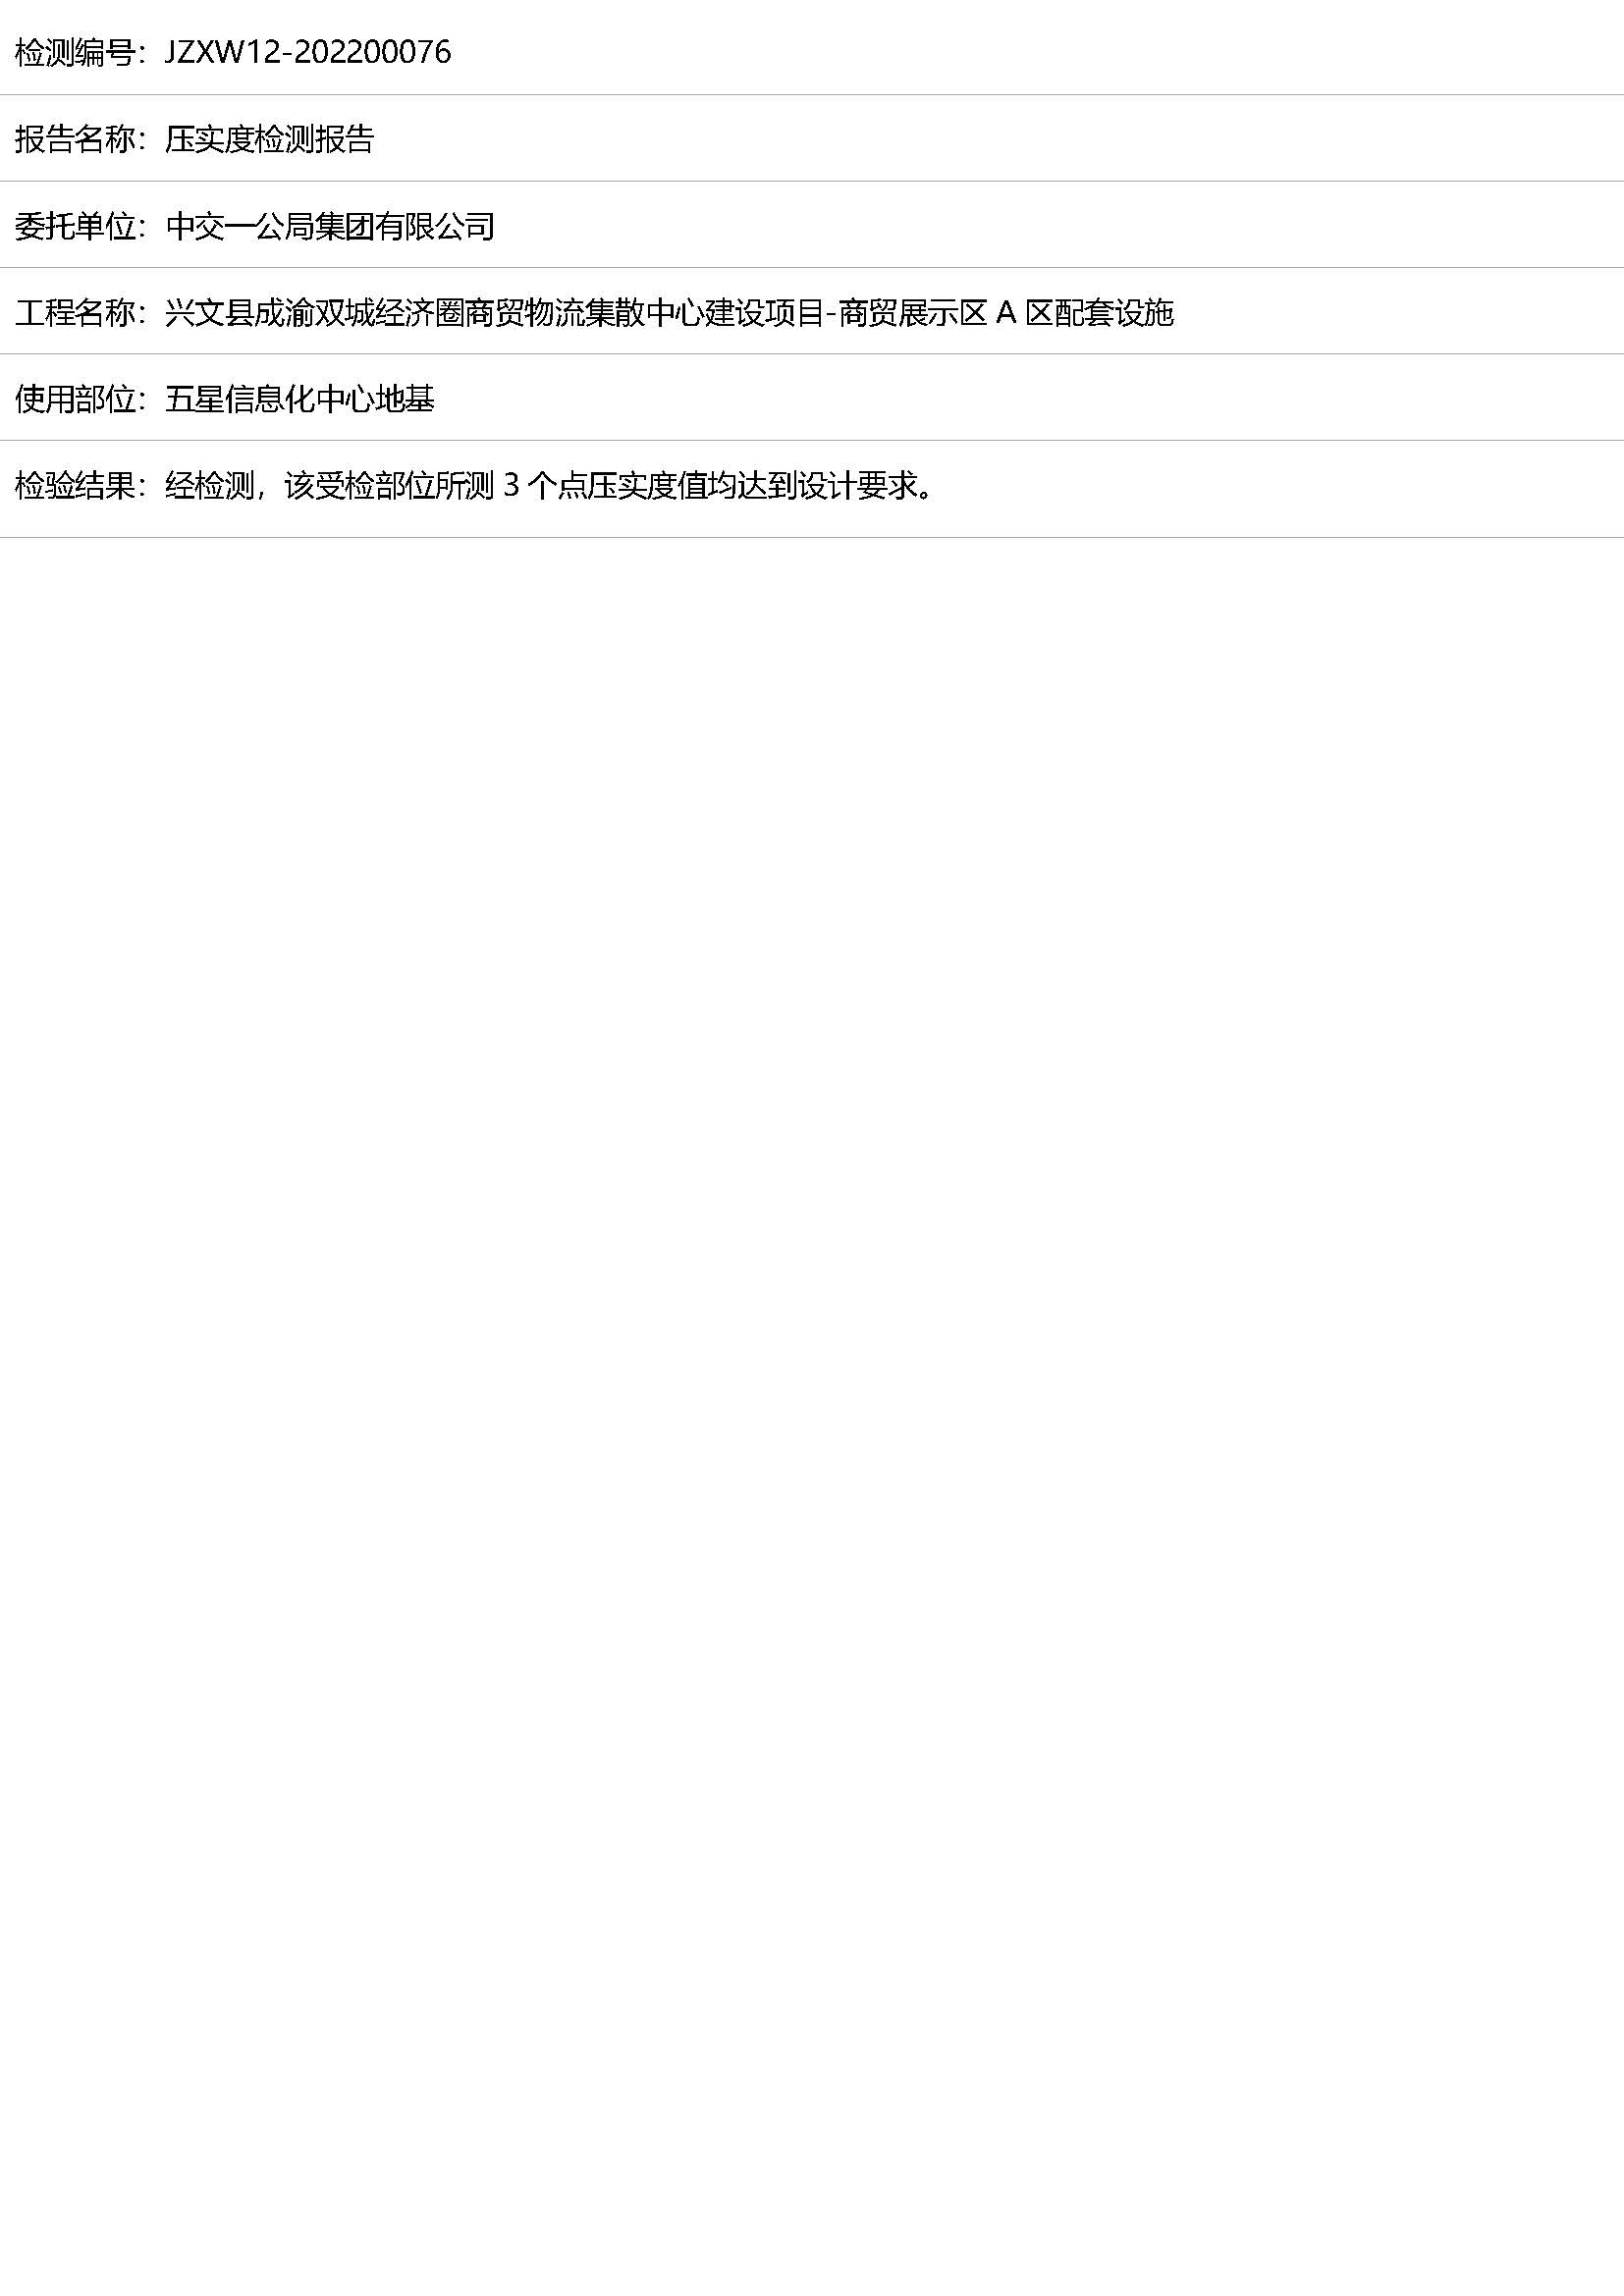 检测编号：JZXW12-202200076
报告名称：压实度检测报告
委托单位：中交一公局集团有限公司
工程名称：兴文县成渝双城经济圈商贸物流集散中心建设项目-商贸展示区 A 区配套设施
使用部位：五星信息化中心地基
检验结果：经检测，该受检部位所测 3 个点压实度值均达到设计要求。